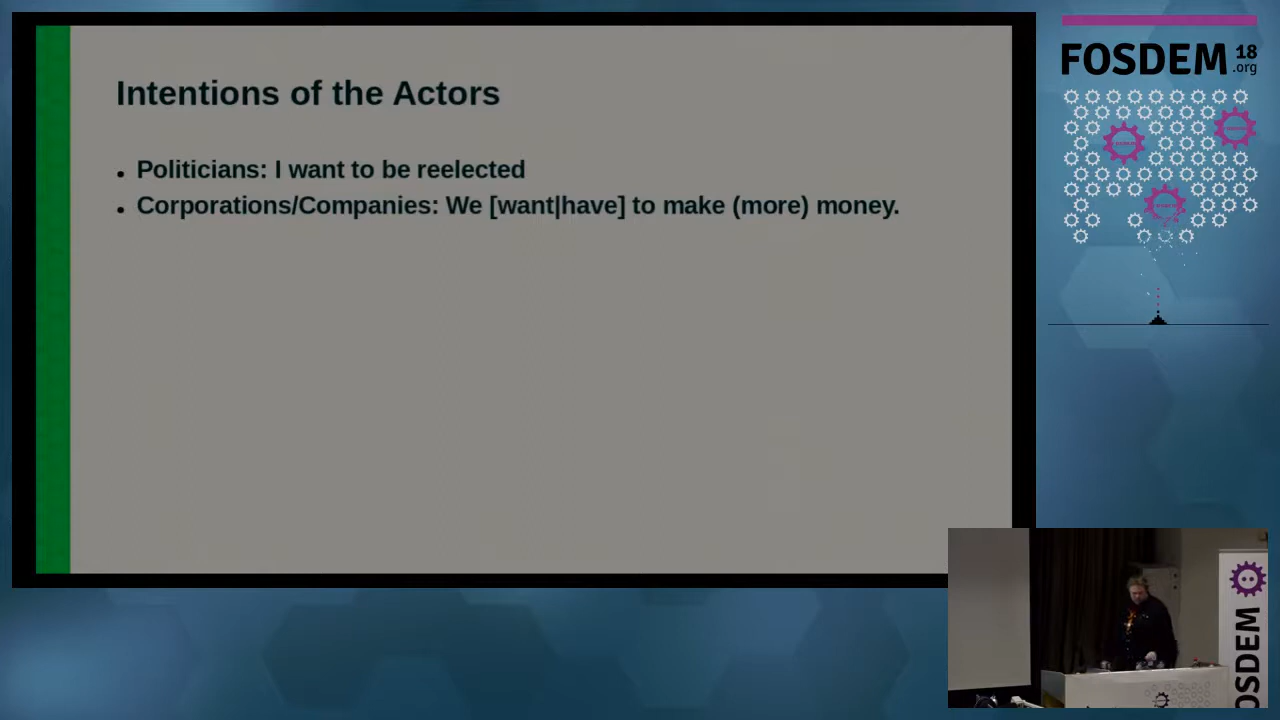 Intentions of the Actors
Politicians: I want to be reelected
Corporations/Companies: We [want|have] to make (more) money.
FOSDEM 18
.org
OSDEM